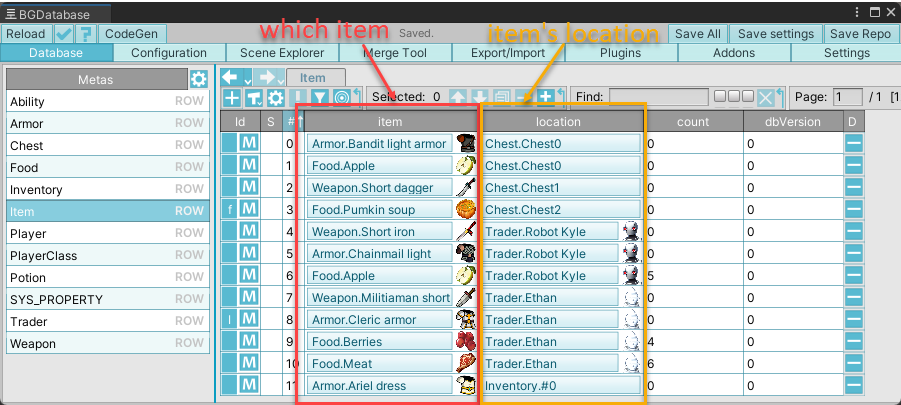 BGDatabase
Reload CodeGen Saved. Save All Save settings Save Repo
which item
Item's location
Database Configuration Scene Explorer Merge Tool Export/Import Plugins Addons Settings
Metas
Ability ROW
Armor ROW
Chest ROW
Food ROW
Inventory ROW
Item ROW
Player ROW
PlayerClass ROW
Potion ROW
SYS_PROPERTY ROW
Trader ROW
Weapon ROW
Item
Selected: 0 Find: Page: 1 / 1 [1
Id S # item location count dbVersion D
M 0 Armor.Bandit light armor Chest.Chest0 0 0
M 1 Food.Apple Chest.Chest0 0 0
M 2 Weapon.Short dagger Chest.Chest1 0 0
f M 3 Food.Pumkin soup Chest.Chest2 0 0
M 4 Weapon.Short iron Trader.Robot Kyle 0 0
M 5 Armor.Chainmail light Trader.Robot Kyle 0 0
M 6 Food.Apple Trader.Robot Kyle 5 0
M 7 Weapon.Militiaman short Trader.Ethan 0 0
l M 8 Armor.Cleric armor Trader.Ethan 0 0
M 9 Food.Berries Trader.Ethan 4 0
M 10 Food.Meat Trader.Ethan 6 0
M 11 Armor.Ariel dress Inventory.#0 0 0